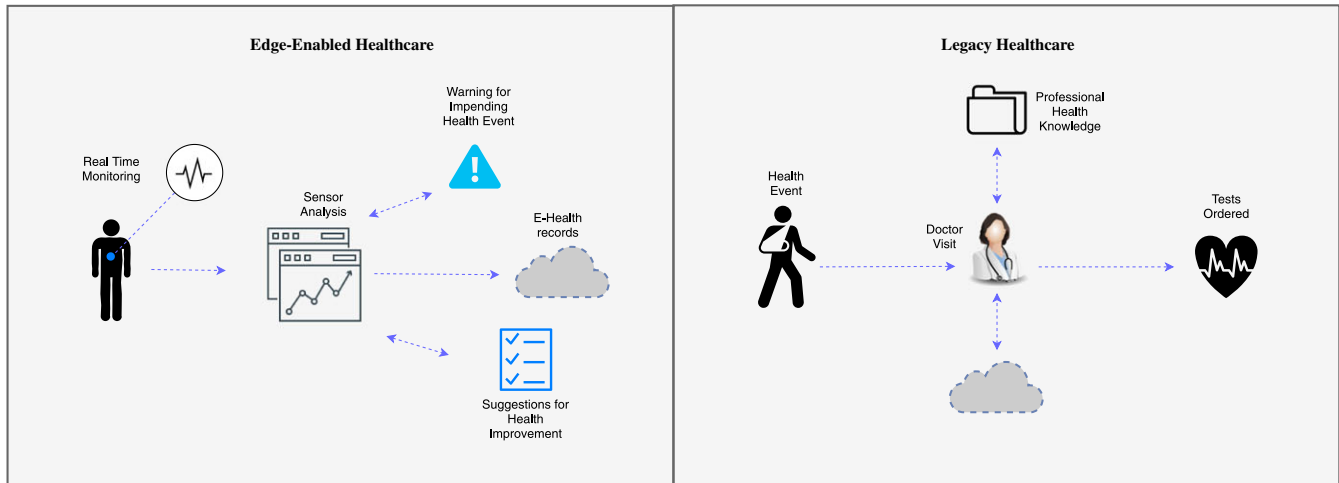 Edge-Enabled Healthcare
Warning for
Impending
Health Event
Real Time
Monitoring
Sensor
Analysis
E-Health
records
Suggestions for
Health
Improvement
Legacy Healthcare
Professional
Health
Knowledge
Health
Event
Doctor
Visit
Tests
Ordered